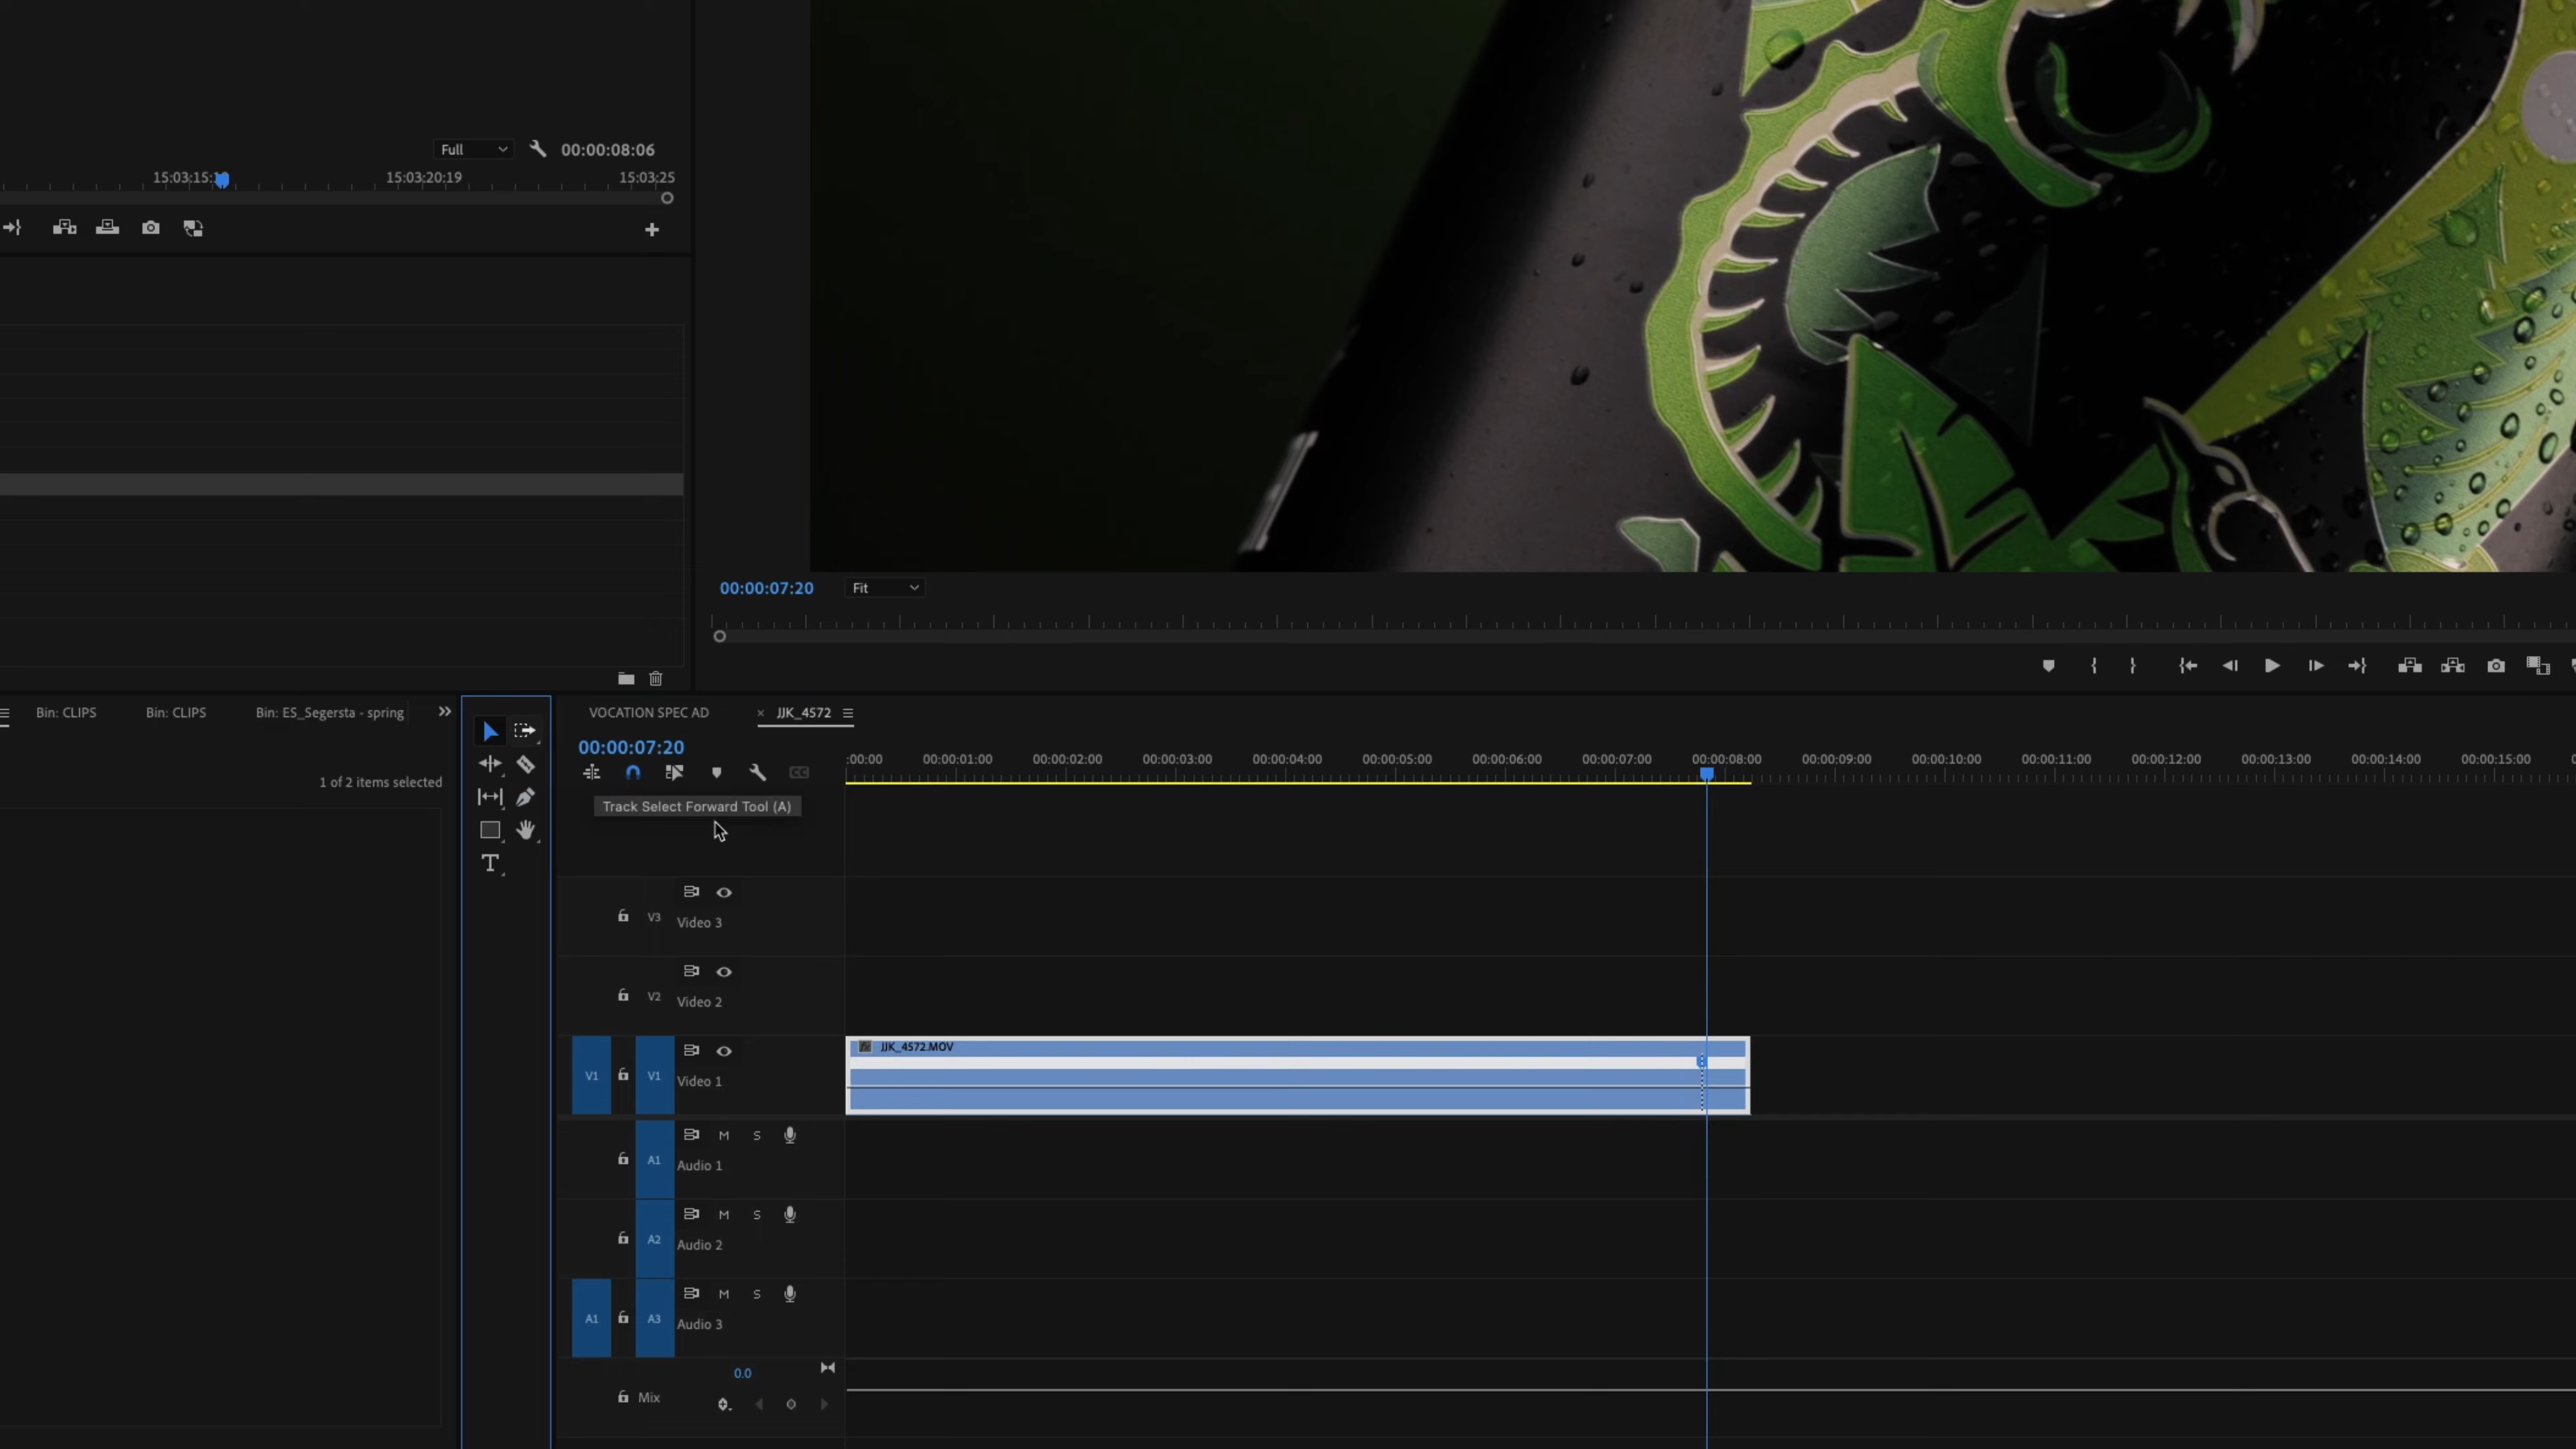 Full
00:00:08:06
15:03:20:19
15:03:25
00:00:07:20
Fit
Bin: CLIPS
Bin: CLIPS
Bin: ES_Segersta - spring
VOCATION SPEC AD
JJK_4572
1 of 2 items selected
00:00:07:20
:00:00
00:00:01:00
00:00:02:00
00:00:03:00
00:00:04:00
00:00:05:00
00:00:06:00
00:00:07:00
00:00:08:00
00:00:09:00
00:00:10:00
00:00:11:00
00:00:12:00
00:00:13:00
00:00:14:00
00:00:15:00
CC
Track Select Forward Tool (A)
V3
Video 3
V2
Video 2
V1
V1
Video 1
JJK_4572.MOV
M S
A1
Audio 1
M S
A2
Audio 2
M S
A1
A3
Audio 3
0.0
Mix